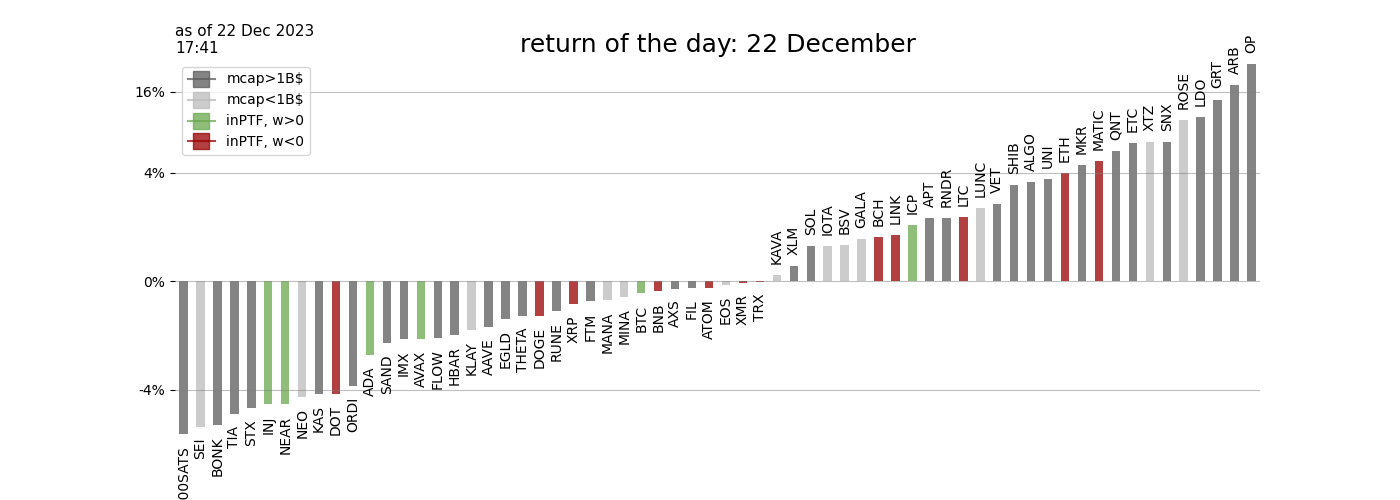 as of 22 Dec 2023
17:41
return of the day: 22 December
mcap>1B$
mcap<1B$
inPTF, w>0
inPTF, w<0
16%
4%
0%
-4%
00SATS
SEI
BONK
TIA
STX
INJ
NEAR
NEO
KAS
DOT
ORDI
ADA
SAND
IMX
AVAX
FLOW
HBAR
KLAY
AAVE
EGLD
THETA
DOGE
RUNE
XRP
FTM
MANA
MINA
BTC
BNB
AXS
FIL
ATOM
EOS
XMR
TRX
KAVA
XLM
SOL
IOTA
BSV
GALA
BCH
LINK
ICP
APT
RNDR
LTC
LUNC
VET
SHIB
ALGO
UNI
ETH
MKR
MATIC
QNT
ETC
XTZ
SNX
ROSE
LDO
GRT
ARB
OP